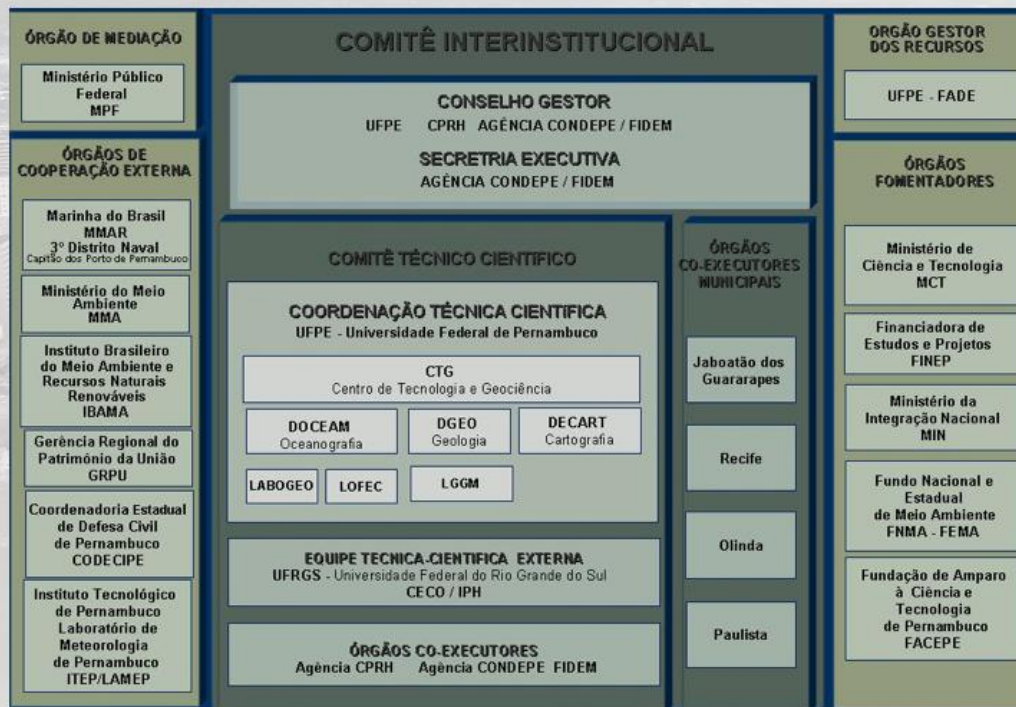 ÓRGÃO DE MEDIAÇÃO
Ministério Público
Federal
MPF
ÓRGÃOS DE
COOPERAÇÃO EXTERNA
Marinha do Brasil
MMAR
3º Distrito Naval
Capitão dos Porto de Pernambuco
Ministério do Meio
Ambiente
MMA
Instituto Brasileiro
do Meio Ambiente e
Recursos Naturais
Renováveis
IBAMA
Gerência Regional do
Patrimônio da União
GRPU
Coordenadoria Estadual
de Defesa Civil
de Pernambuco
CODECIPE
Instituto Tecnológico
de Pernambuco
Laboratório de
Meteorologia
de Pernambuco
ITEP/LAMEP
COMITÊ INTERINSTITUCIONAL
CONSELHO GESTOR
UFPE CPRH AGÊNCIA CONDEPE / FIDEM
SECRETRIA EXECUTIVA
AGÊNCIA CONDEPE / FIDEM
COMITÊ TÉCNICO CIENTÍFICO
COORDENAÇÃO TÉCNICA CIENTÍFICA
UFPE - Universidade Federal de Pernambuco
CTG
Centro de Tecnologia e Geociência
DOCEAM
Oceanografia
DGEO
Geologia
DECART
Cartografia
LABOGEO
LOFEC
LGGM
EQUIPE TECNICA-CIENTIFICA EXTERNA
UFRGS - Universidade Federal do Rio Grande do Sul
CECO / IPH
ÓRGÃOS CO-EXECUTORES
Agência CPRH Agência CONDEPE FIDEM
ÓRGÃOS
CO-EXECUTORES
MUNICIPAIS
Jaboatão dos
Guararapes
Recife
Olinda
Paulista
ORGÃO GESTOR
DOS RECURSOS
UFPE - FADE
ÓRGÃOS
FOMENTADORES
Ministério de
Ciência e Tecnologia
MCT
Financiadora de
Estudos e Projetos
FINEP
Ministério da
Integração Nacional
MIN
Fundo Nacional e
Estadual
de Meio Ambiente
FNMA - FEMA
Fundação de Amparo
à Ciência e
Tecnologia
de Pernambuco
FACEPE